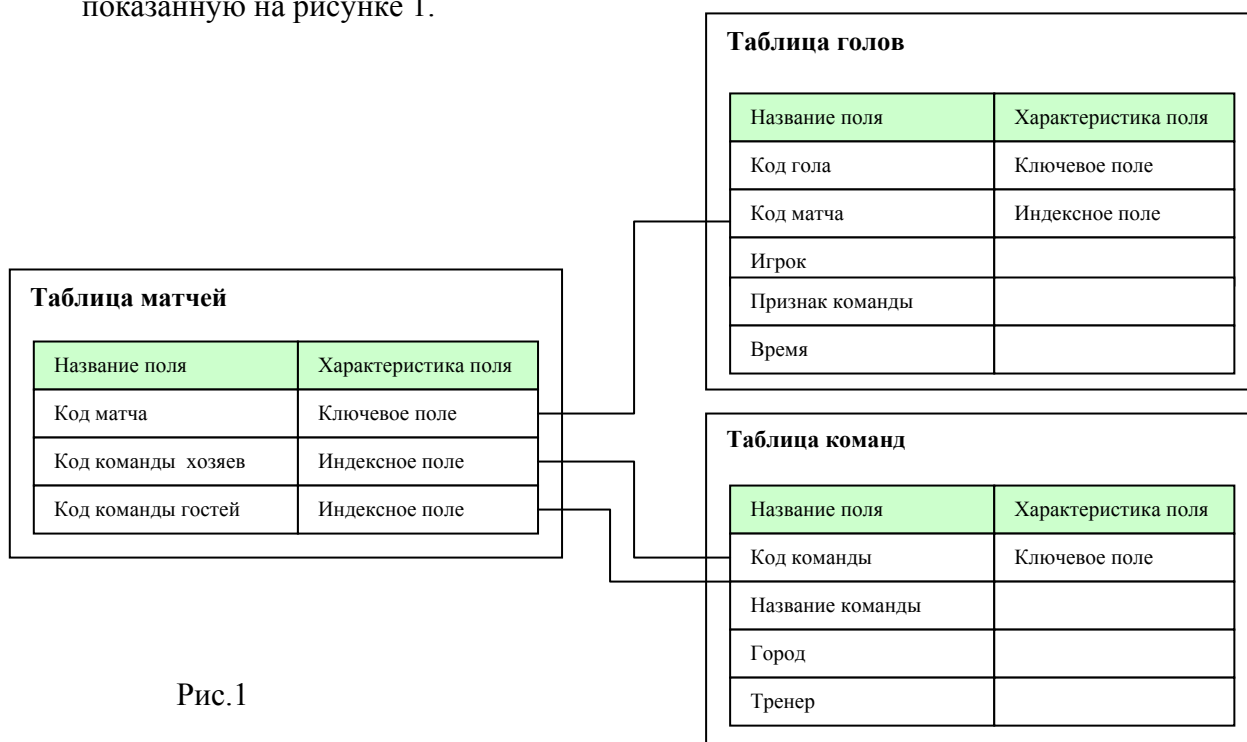 показанную на рисунке 1.
Таблица голов
Название поля Характеристика поля
Код гола Ключевое поле
Код матча Индексное поле
Игрок
Признак команды
Время
Таблица матчей
Название поля Характеристика поля
Код матча Ключевое поле
Код команды хозяев Индексное поле
Код команды гостей Индексное поле
Таблица команд
Название поля Характеристика поля
Код команды Ключевое поле
Название команды
Город
Тренер
Рис.1